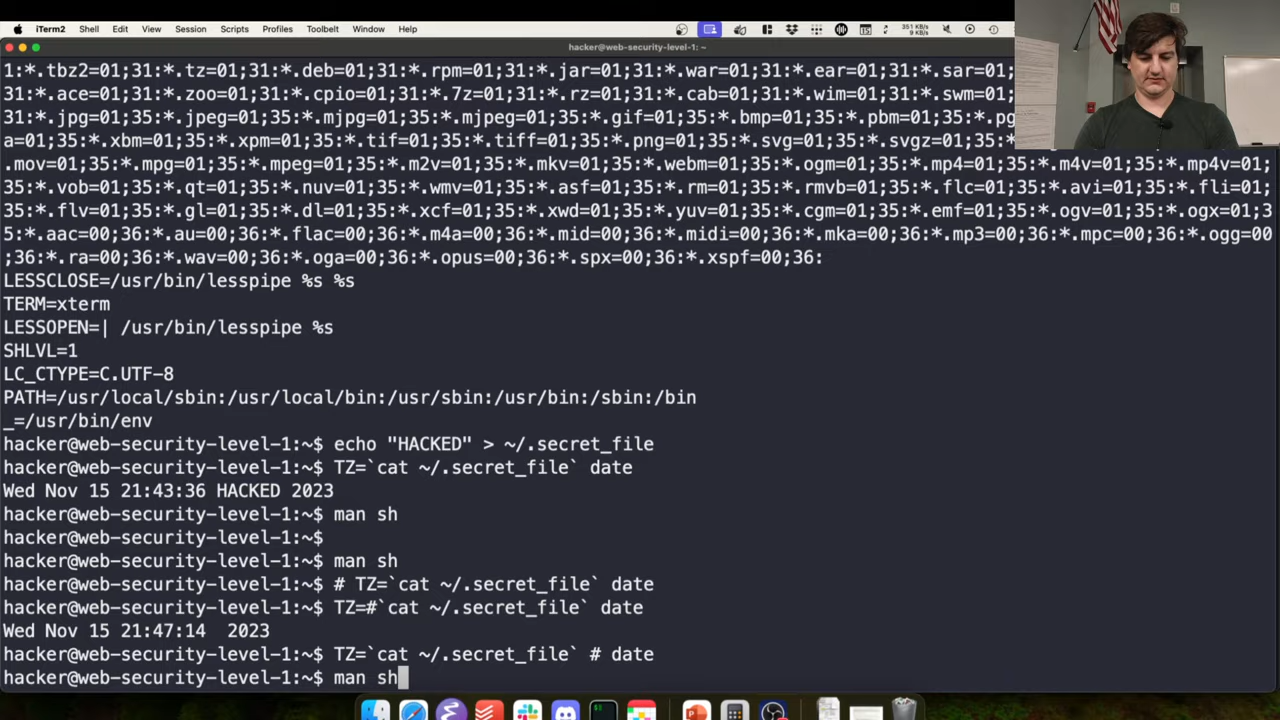 iTerm2 Shell Edit View Session Scripts Profiles Toolbelt Window Help 351 KB/s 9 KB/s
hacker@web-security-level-1: ~
1:*.tbz2=01;31:*.tz=01;31:*.deb=01;31:*.rpm=01;31:*.jar=01;31:*.war=01;31:*.ear=01;31:*.sar=01;
31:*.ace=01;31:*.zoo=01;31:*.cpio=01;31:*.7z=01;31:*.rz=01;31:*.cab=01;31:*.wim=01;31:*.swm=01;
31:*.jpg=01;35:*.jpeg=01;35:*.mjpg=01;35:*.mjpeg=01;35:*.gif=01;35:*.bmp=01;35:*.pbm=01;35:*.pg
a=01;35:*.xbm=01;35:*.xpm=01;35:*.tif=01;35:*.tiff=01;35:*.png=01;35:*.svg=01;35:*.svgz=01;35:*
.mov=01;35:*.mpg=01;35:*.mpeg=01;35:*.m2v=01;35:*.mkv=01;35:*.webm=01;35:*.ogm=01;35:*.mp4=01;35:*.m4v=01;35:*.mp4v=01;
35:*.vob=01;35:*.qt=01;35:*.nuv=01;35:*.wmv=01;35:*.asf=01;35:*.rm=01;35:*.rmvb=01;35:*.flc=01;35:*.avi=01;35:*.fli=01;
35:*.flv=01;35:*.gl=01;35:*.dl=01;35:*.xcf=01;35:*.xwd=01;35:*.yuv=01;35:*.cgm=01;35:*.emf=01;35:*.ogv=01;35:*.ogx=01;3
5:*.aac=00;36:*.au=00;36:*.flac=00;36:*.m4a=00;36:*.mid=00;36:*.midi=00;36:*.mka=00;36:*.mp3=00;36:*.mpc=00;36:*.ogg=00
;36:*.ra=00;36:*.wav=00;36:*.oga=00;36:*.opus=00;36:*.spx=00;36:*.xspf=00;36:
LESSCLOSE=/usr/bin/lesspipe %s %s
TERM=xterm
LESSOPEN=| /usr/bin/lesspipe %s
SHLVL=1
LC_CTYPE=C.UTF-8
PATH=/usr/local/sbin:/usr/local/bin:/usr/sbin:/usr/bin:/sbin:/bin
_=/usr/bin/env
hacker@web-security-level-1:~$ echo "HACKED" > ~/.secret_file
hacker@web-security-level-1:~$ TZ=`cat ~/.secret_file` date
Wed Nov 15 21:43:36 HACKED 2023
hacker@web-security-level-1:~$ man sh
hacker@web-security-level-1:~$
hacker@web-security-level-1:~$ man sh
hacker@web-security-level-1:~$ # TZ=`cat ~/.secret_file` date
hacker@web-security-level-1:~$ TZ=#`cat ~/.secret_file` date
Wed Nov 15 21:47:14  2023
hacker@web-security-level-1:~$ TZ=`cat ~/.secret_file` # date
hacker@web-security-level-1:~$ man sh